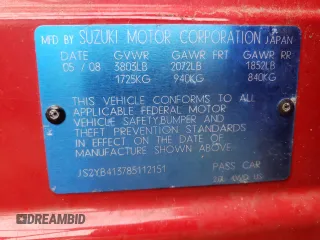 MFD BY SUZUKI MOTOR CORPORATION JAPAN
DATE GVWR GAWR FRT GAWR RR
05 / 08 3803LB 2072LB 1852LB
1725KG 940KG 840KG
THIS VEHICLE CONFORMS TO ALL
APPLICABLE FEDERAL MOTOR
VEHICLE SAFETY,BUMPER AND
THEFT PREVENTION STANDARDS
IN EFFECT ON THE DATE OF
MANUFACTURE SHOWN ABOVE.
JS2YB413785112151 PASS CAR
DREAMBID